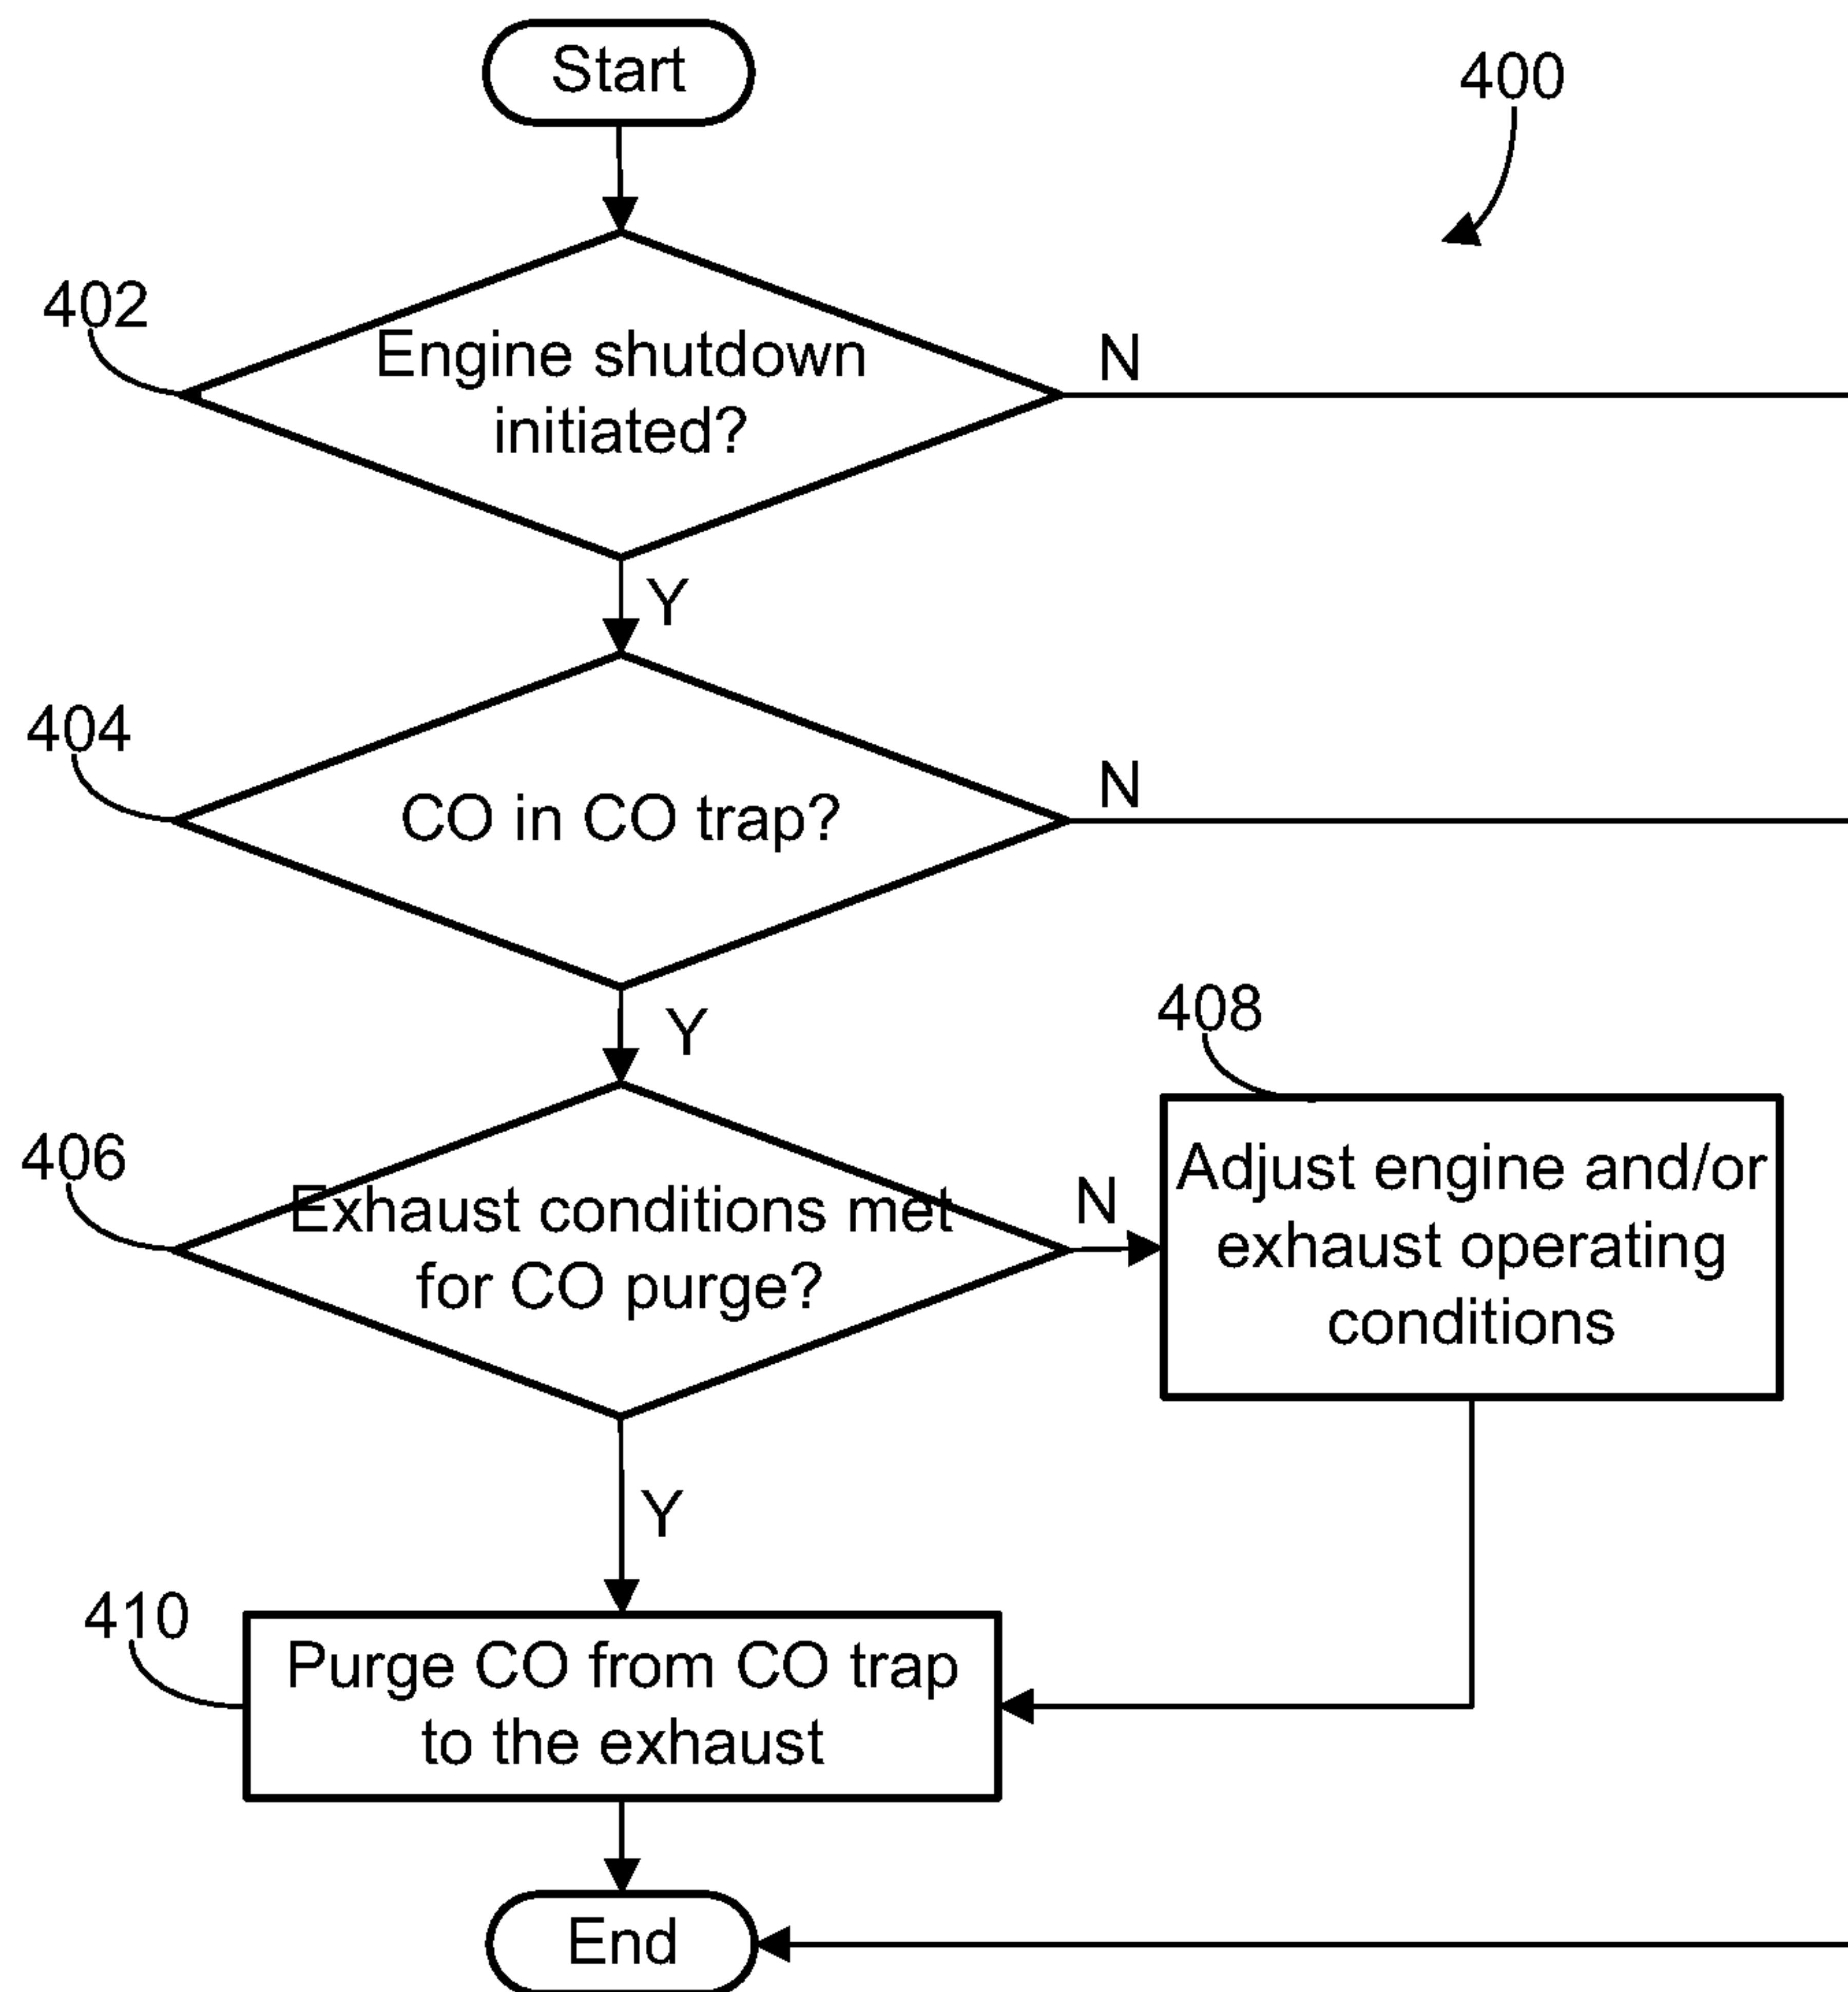 Start
400
402
Engine shutdown
initiated?
N
Y
404
CO in CO trap?
N
Y
408
406
Exhaust conditions met
for CO purge?
N
Adjust engine and/or
exhaust operating
conditions
Y
410
Purge CO from CO trap
to the exhaust
End